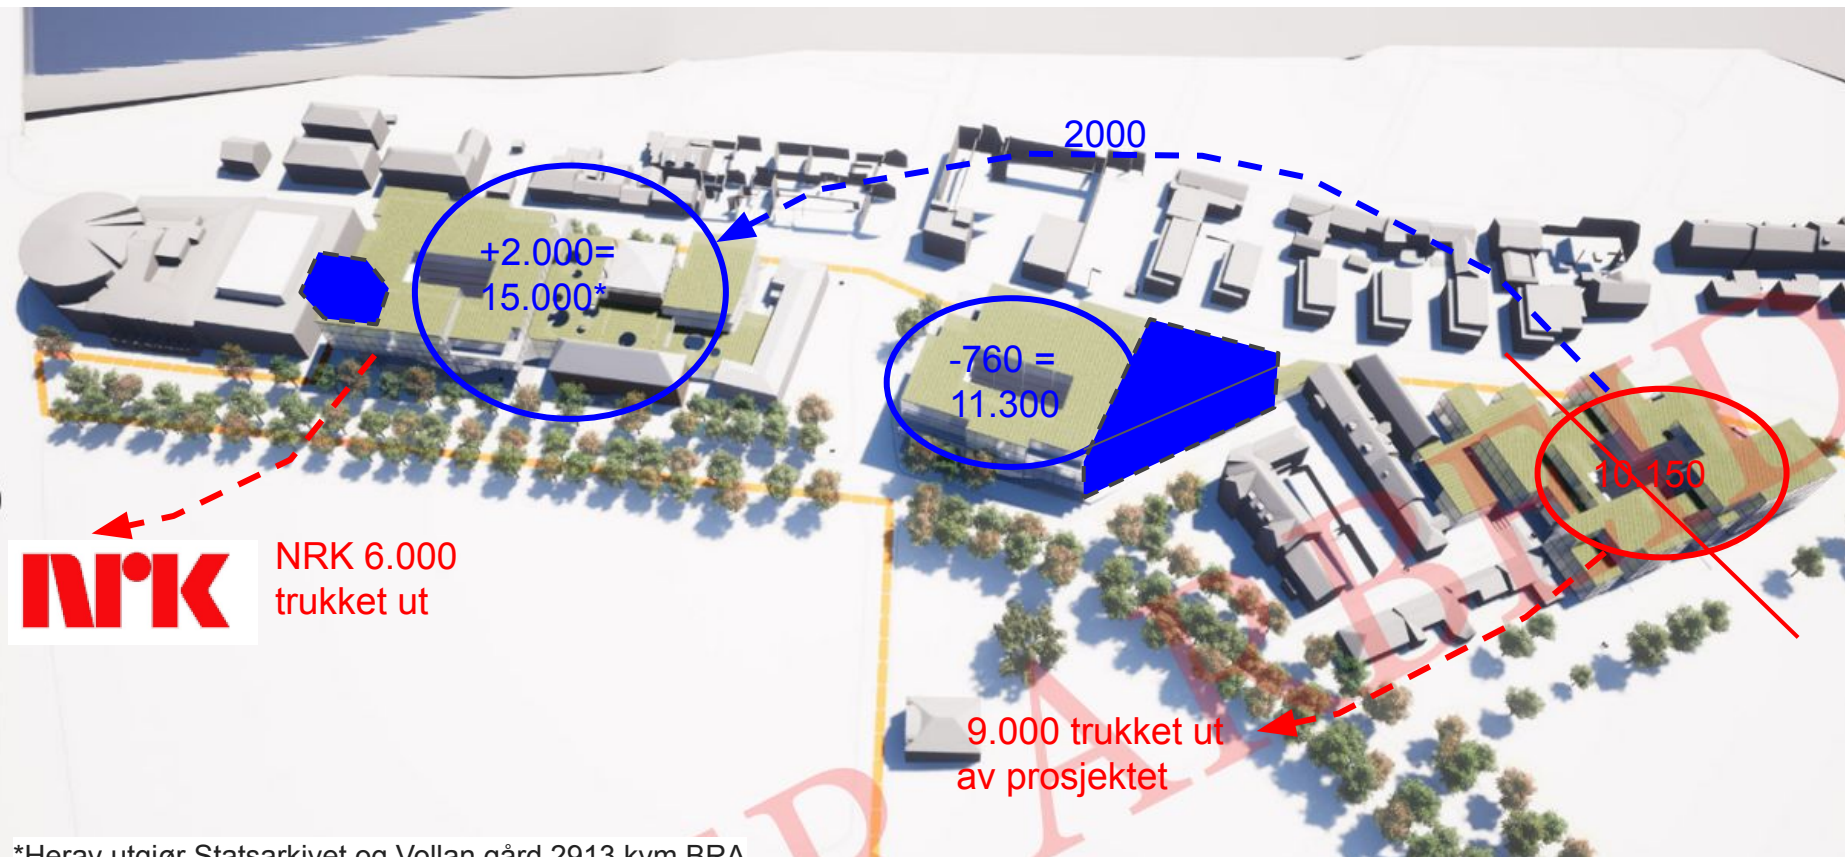 2000
+2.000=
15.000*
-760 =
11.300
10.150
NRK
NRK 6.000
trukket ut
9.000 trukket ut
av prosjektet
*Herav utgjør Statsarkivet og Vollan gård 2913 kvm BRA